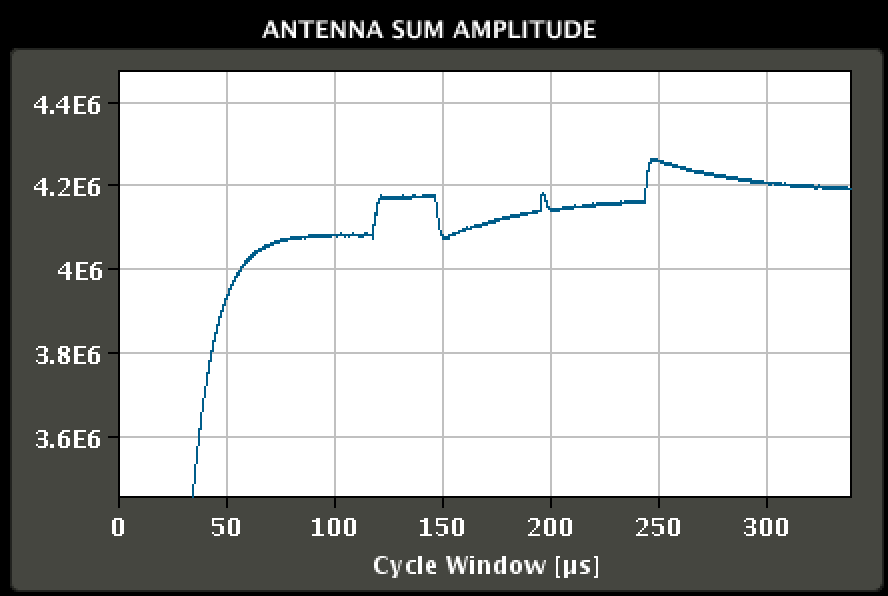 ANTENNA SUM AMPLITUDE
4.4E6
4.2E6
4E6
3.8E6
3.6E6
0 50 100 150 200 250 300
Cycle Window [µs]